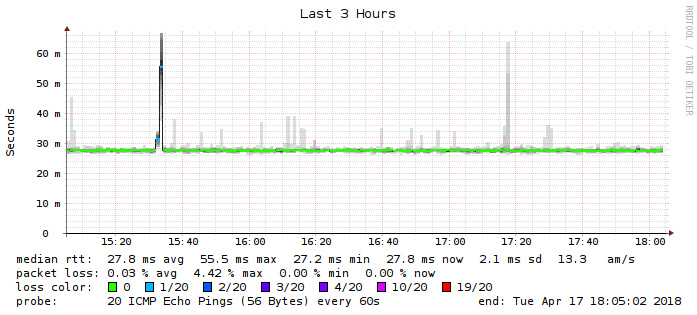 Last 3 Hours
RRDTOOL / TOBI OETIKER
Seconds
60 m
50 m
40 m
30 m
20 m
10 m
0
15:20 15:40 16:00 16:20 16:40 17:00 17:20 17:40 18:00
median rtt: 27.8 ms avg 55.5 ms max 27.2 ms min 27.8 ms now 2.1 ms sd 13.3 am/s
packet loss: 0.03 % avg 4.42 % max 0.00 % min 0.00 % now
loss color: 0 1/20 2/20 3/20 4/20 10/20 19/20
probe: 20 ICMP Echo Pings (56 Bytes) every 60s end: Tue Apr 17 18:05:02 2018